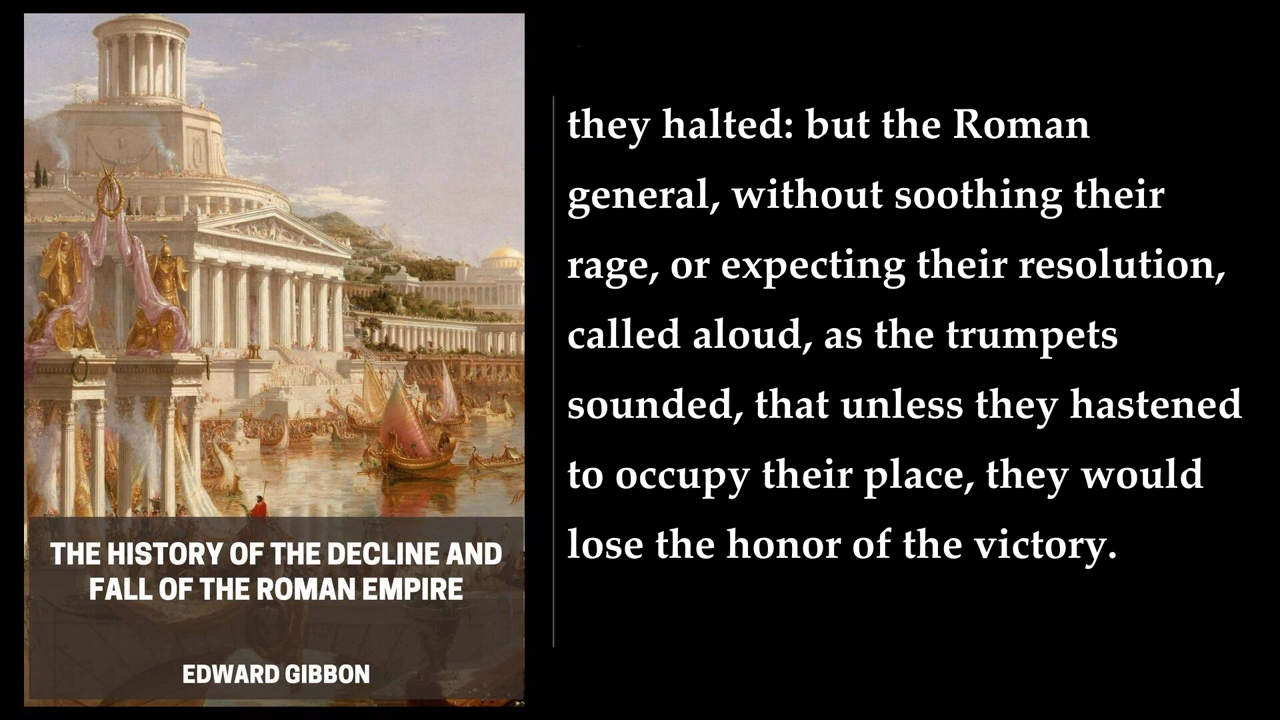 THE HISTORY OF THE DECLINE AND
FALL OF THE ROMAN EMPIRE
EDWARD GIBBON
they halted: but the Roman
general, without soothing their
rage, or expecting their resolution,
called aloud, as the trumpets
sounded, that unless they hastened
to occupy their place, they would
lose the honor of the victory.